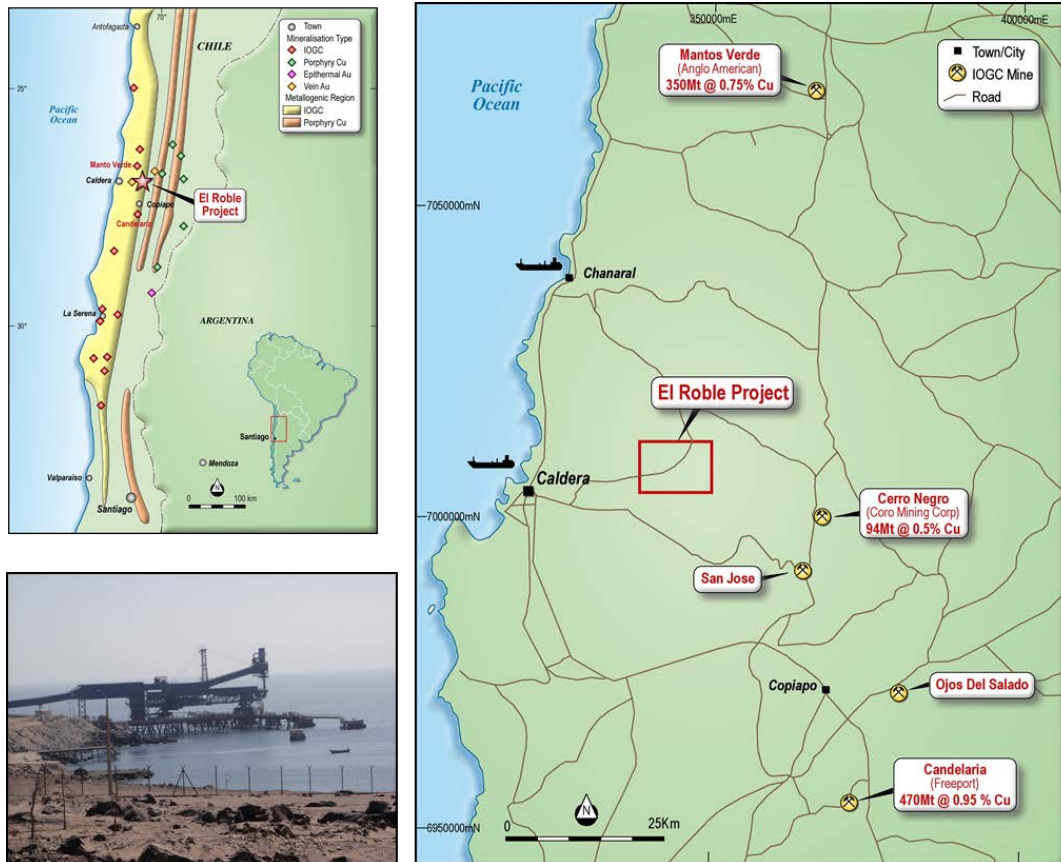 70°
Antofagasta
CHILE
Town
Mineralisation Type
IOGC
Porphyry Cu
Epithermal Au
Vein Au
Metallogenic Region
IOGC
Porphyry Cu
25°
Pacific
Ocean
Manto Verde
Caldera
El Roble
Project
Copiapo
Candelaria
La Serena
30°
ARGENTINA
Santiago
Mendoza
Valparaiso
N
Santiago
0 100 km
350000mE
400000mE
Mantos Verde
(Anglo American)
350Mt @ 0.75% Cu
Town/City
IOGC Mine
Road
Pacific
Ocean
7050000mN
Chanaral
El Roble Project
Caldera
7000000mN
Cerro Negro
(Coro Mining Corp)
94Mt @ 0.5% Cu
San Jose
Copiapo
Ojos Del Salado
Candelaria
(Freeport)
470Mt @ 0.95 % Cu
N
0 25Km
6950000mN